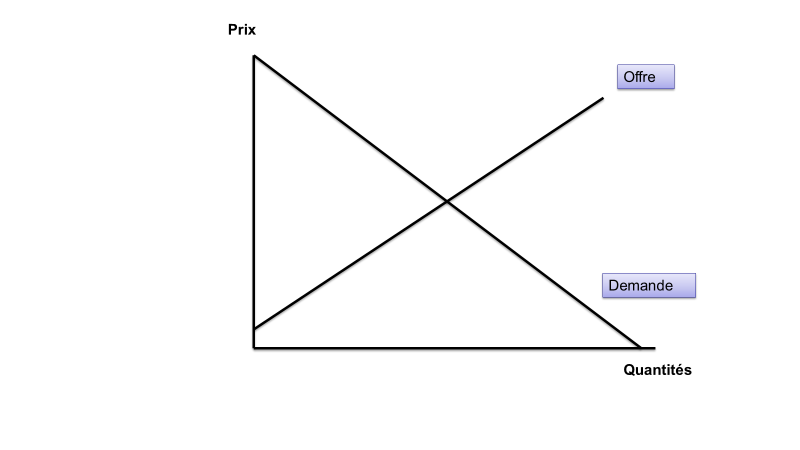 Prix
Offre
Demande
Quantités